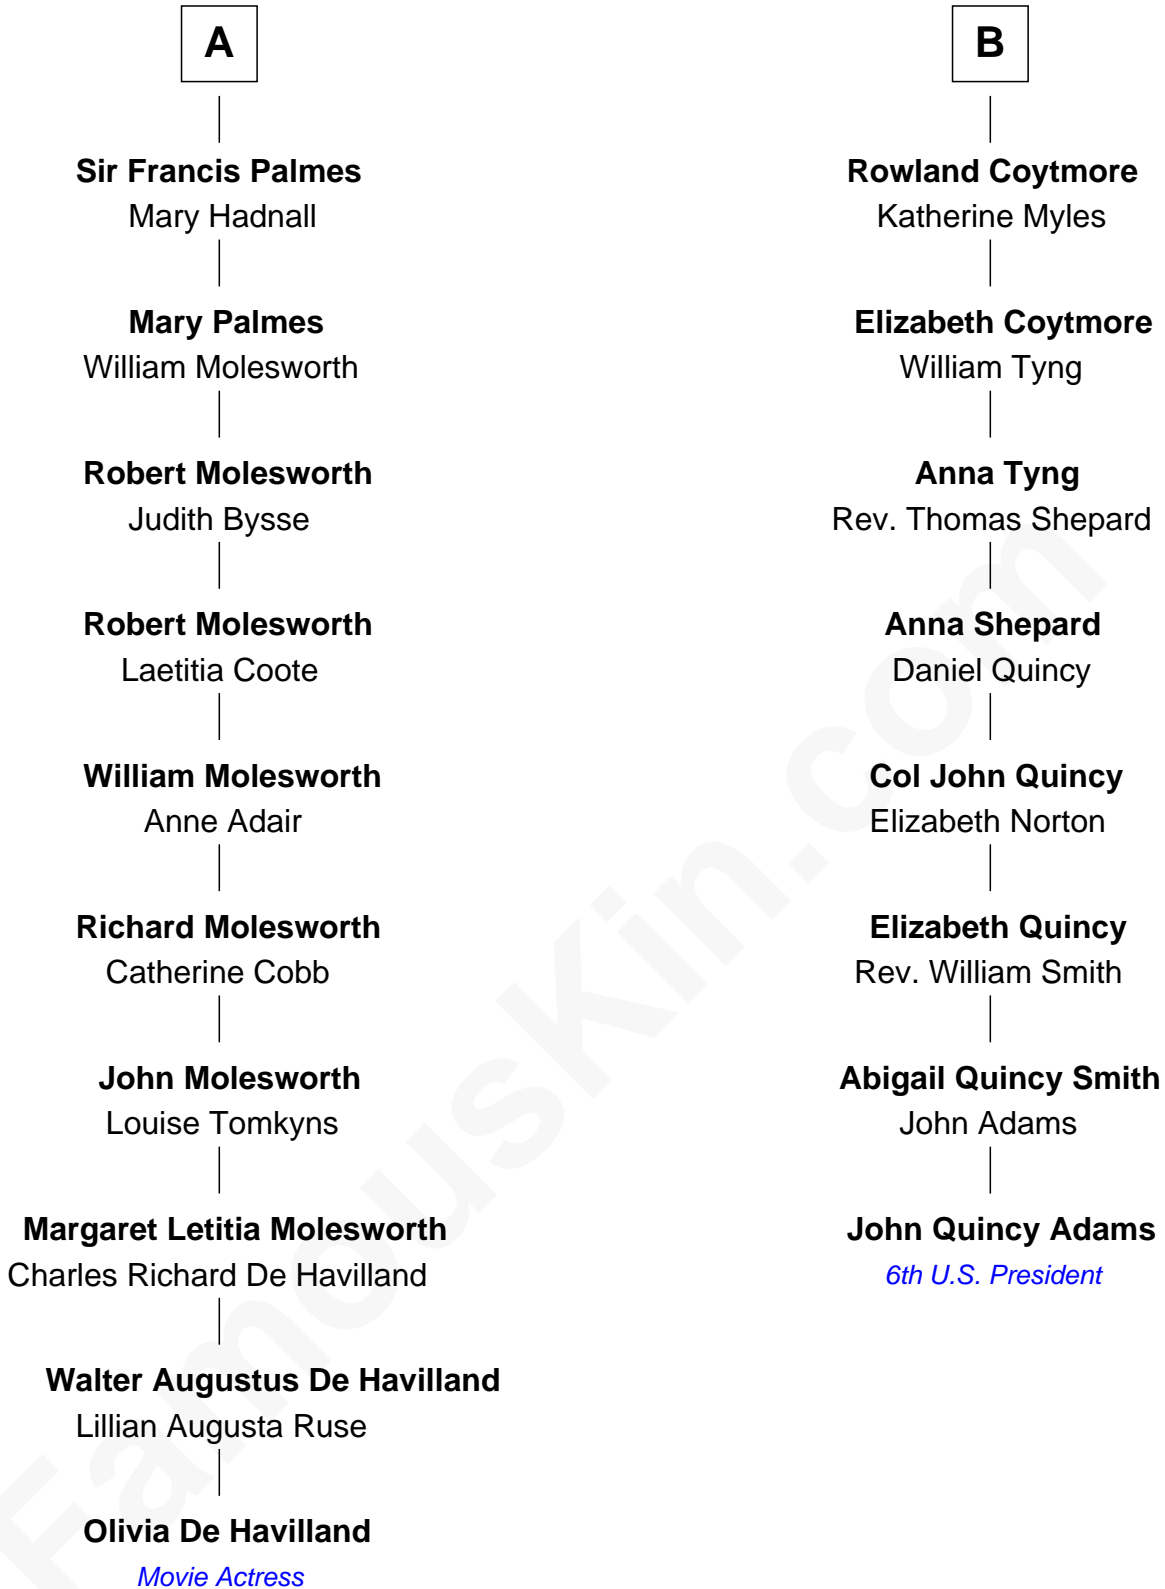 A
Sir Francis Palmes
Mary Hadnall
Mary Palmes
William Molesworth
Robert Molesworth
Judith Bysse
Robert Molesworth
Laetitia Coote
William Molesworth
Anne Adair
Richard Molesworth
Catherine Cobb
John Molesworth
Louise Tomkyns
Margaret Letitia Molesworth
Charles Richard De Havilland
Walter Augustus De Havilland
Lillian Augusta Ruse
Olivia De Havilland
Movie Actress
B
Rowland Coytmore
Katherine Myles
Elizabeth Coytmore
William Tyng
Anna Tyng
Rev. Thomas Shepard
Anna Shepard
Daniel Quincy
Col John Quincy
Elizabeth Norton
Elizabeth Quincy
Rev. William Smith
Abigail Quincy Smith
John Adams
John Quincy Adams
6th U.S. President
FamousKin.com